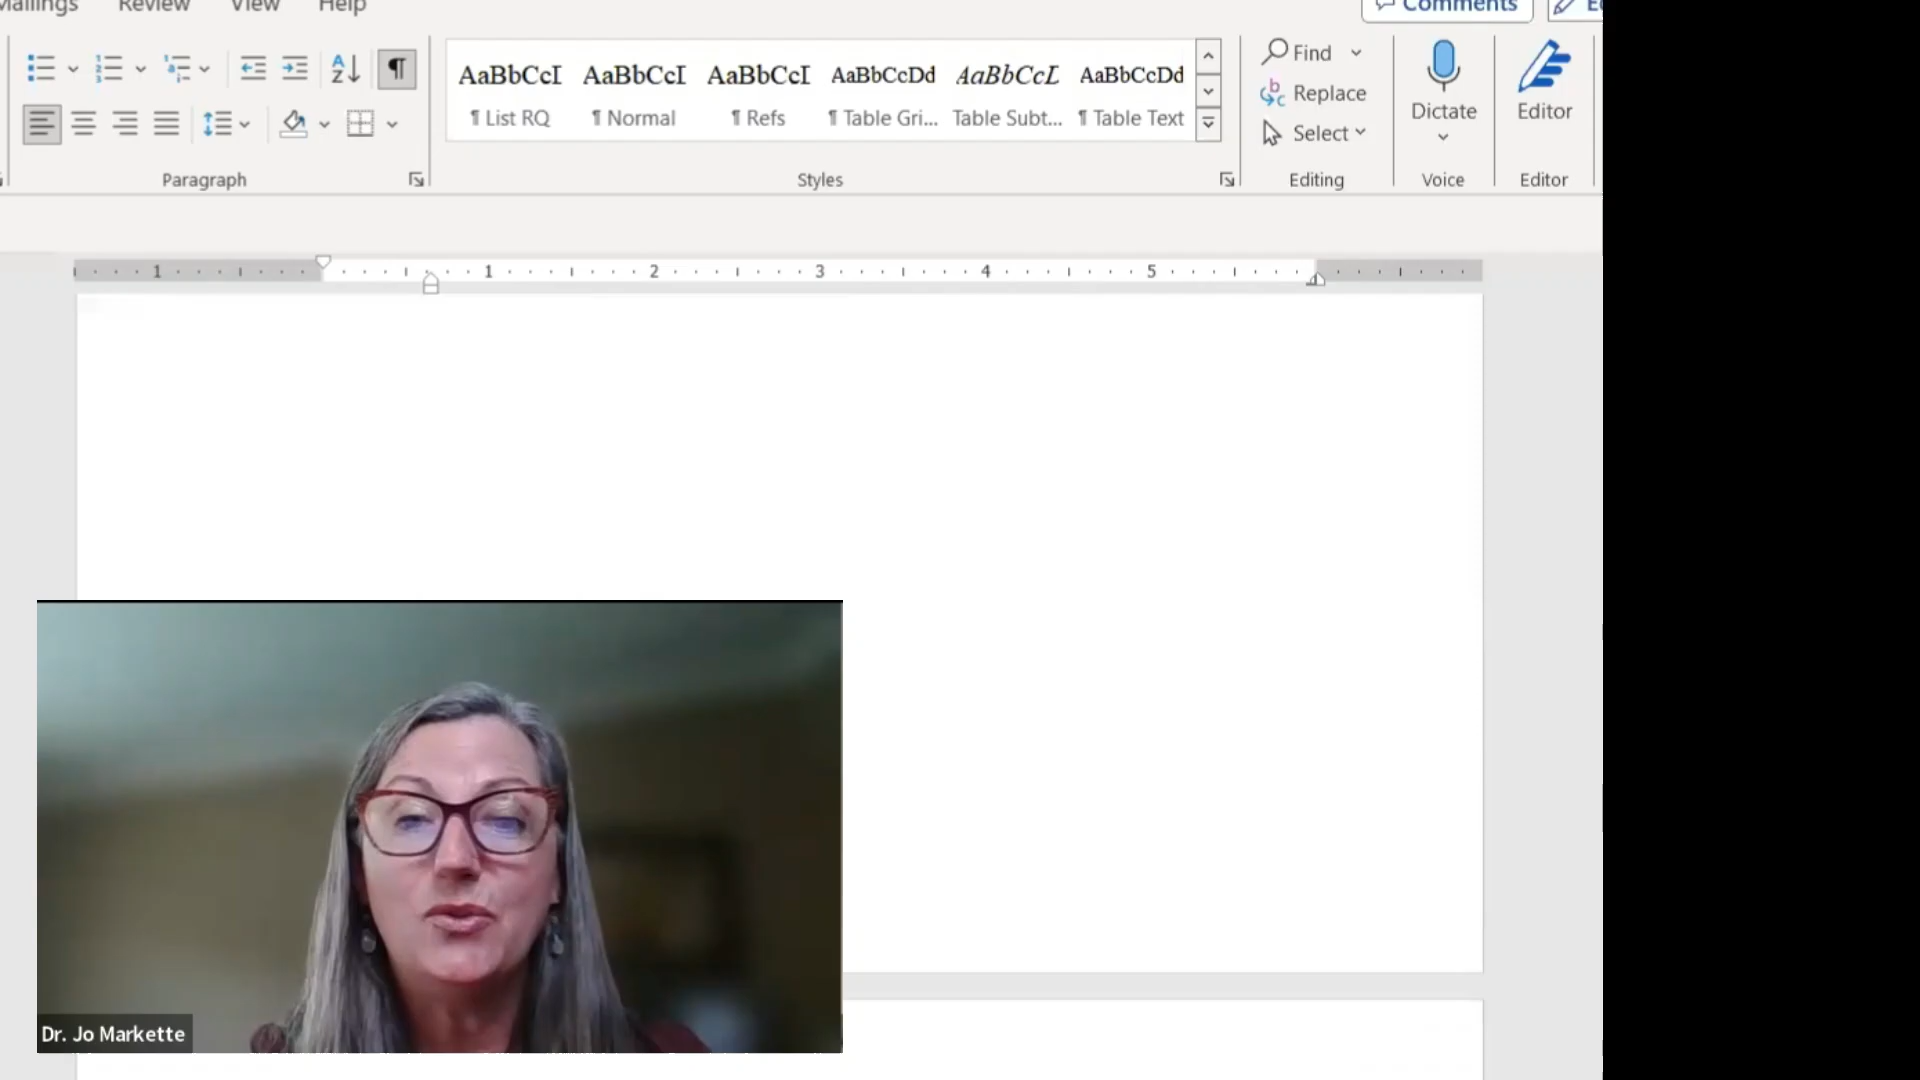 Mailings Review View Help
Comments
AaBbCcI AaBbCcI AaBbCcI AaBbCcDd AaBbCcL AaBbCcDd
¶ List RQ ¶ Normal ¶ Refs ¶ Table Gri... Table Subt... ¶ Table Text
Find
Replace
Select
Dictate
Editor
Paragraph Styles Editing Voice Editor
1 1 2 3 4 5
Dr. Jo Markette